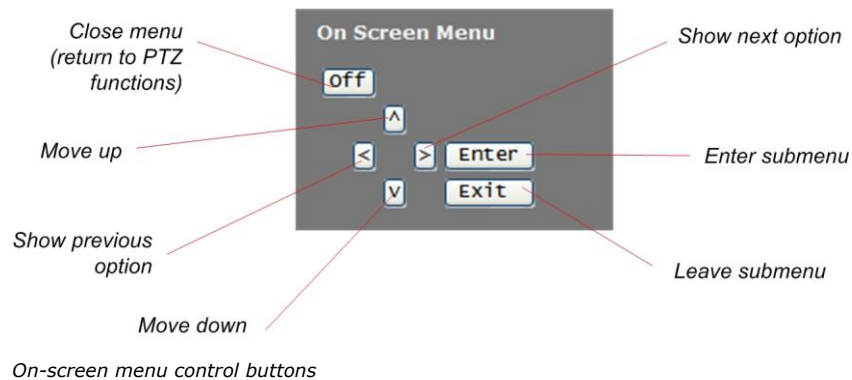 Close menu
(return to PTZ
functions)
On Screen Menu
Show next option
Off
^
Move up
<
>
Enter
Enter submenu
v
Exit
Show previous
option
Leave submenu
Move down
On-screen menu control buttons